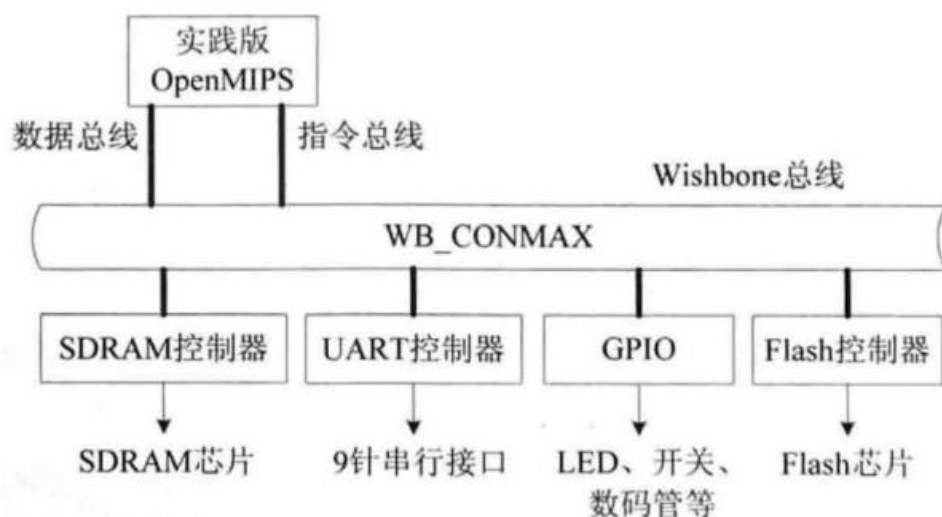 实践版
OpenMIPS
数据总线
指令总线
Wishbone总线
WB_CONMAX
SDRAM控制器
UART控制器
GPIO
Flash控制器
SDRAM芯片
9针串行接口
LED、开关、
数码管等
Flash芯片